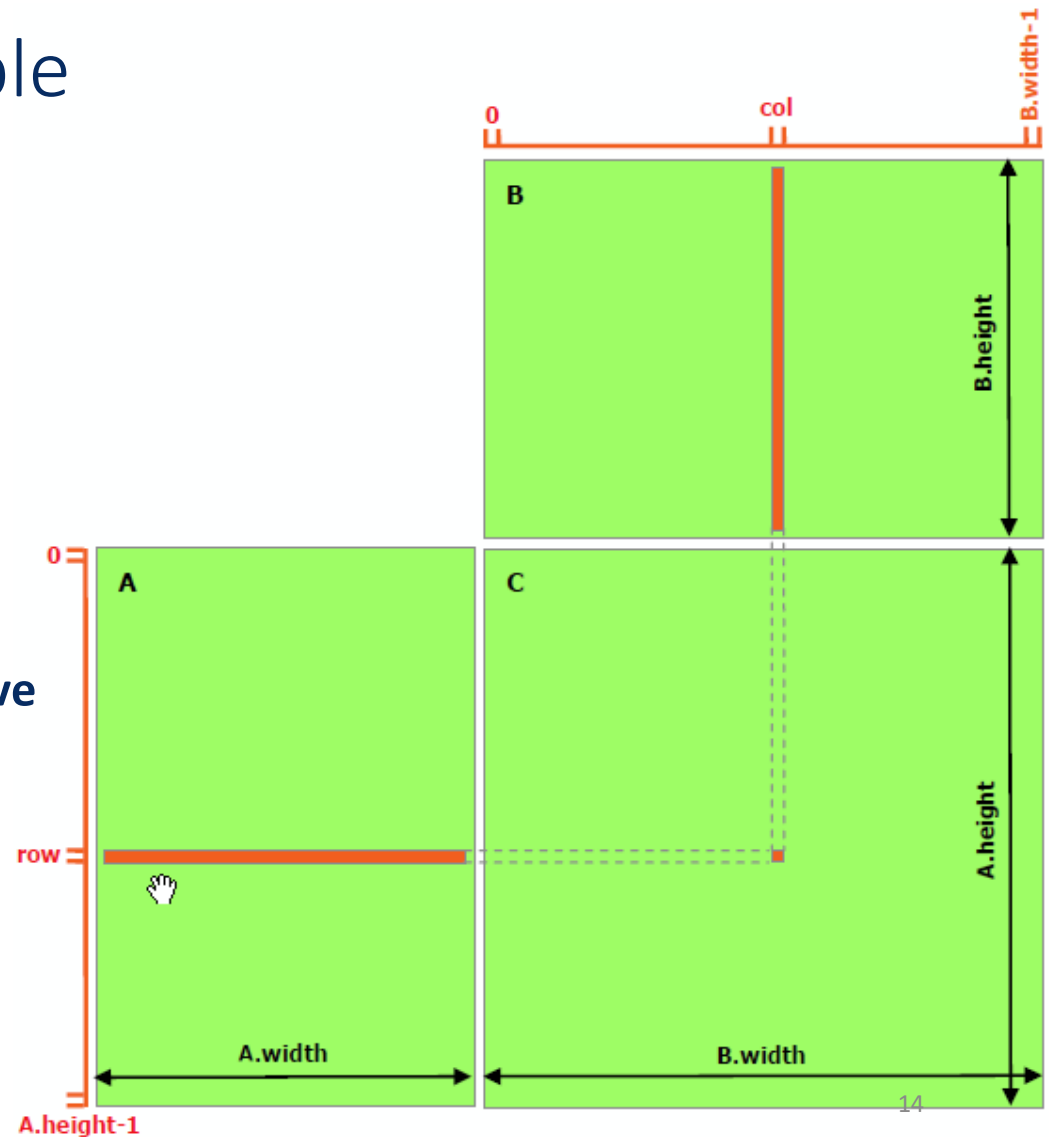 ple
B.width-1
0
col
B
B.height
0
A
C
ve
A.height
row
A.width
B.width
14
A.height-1